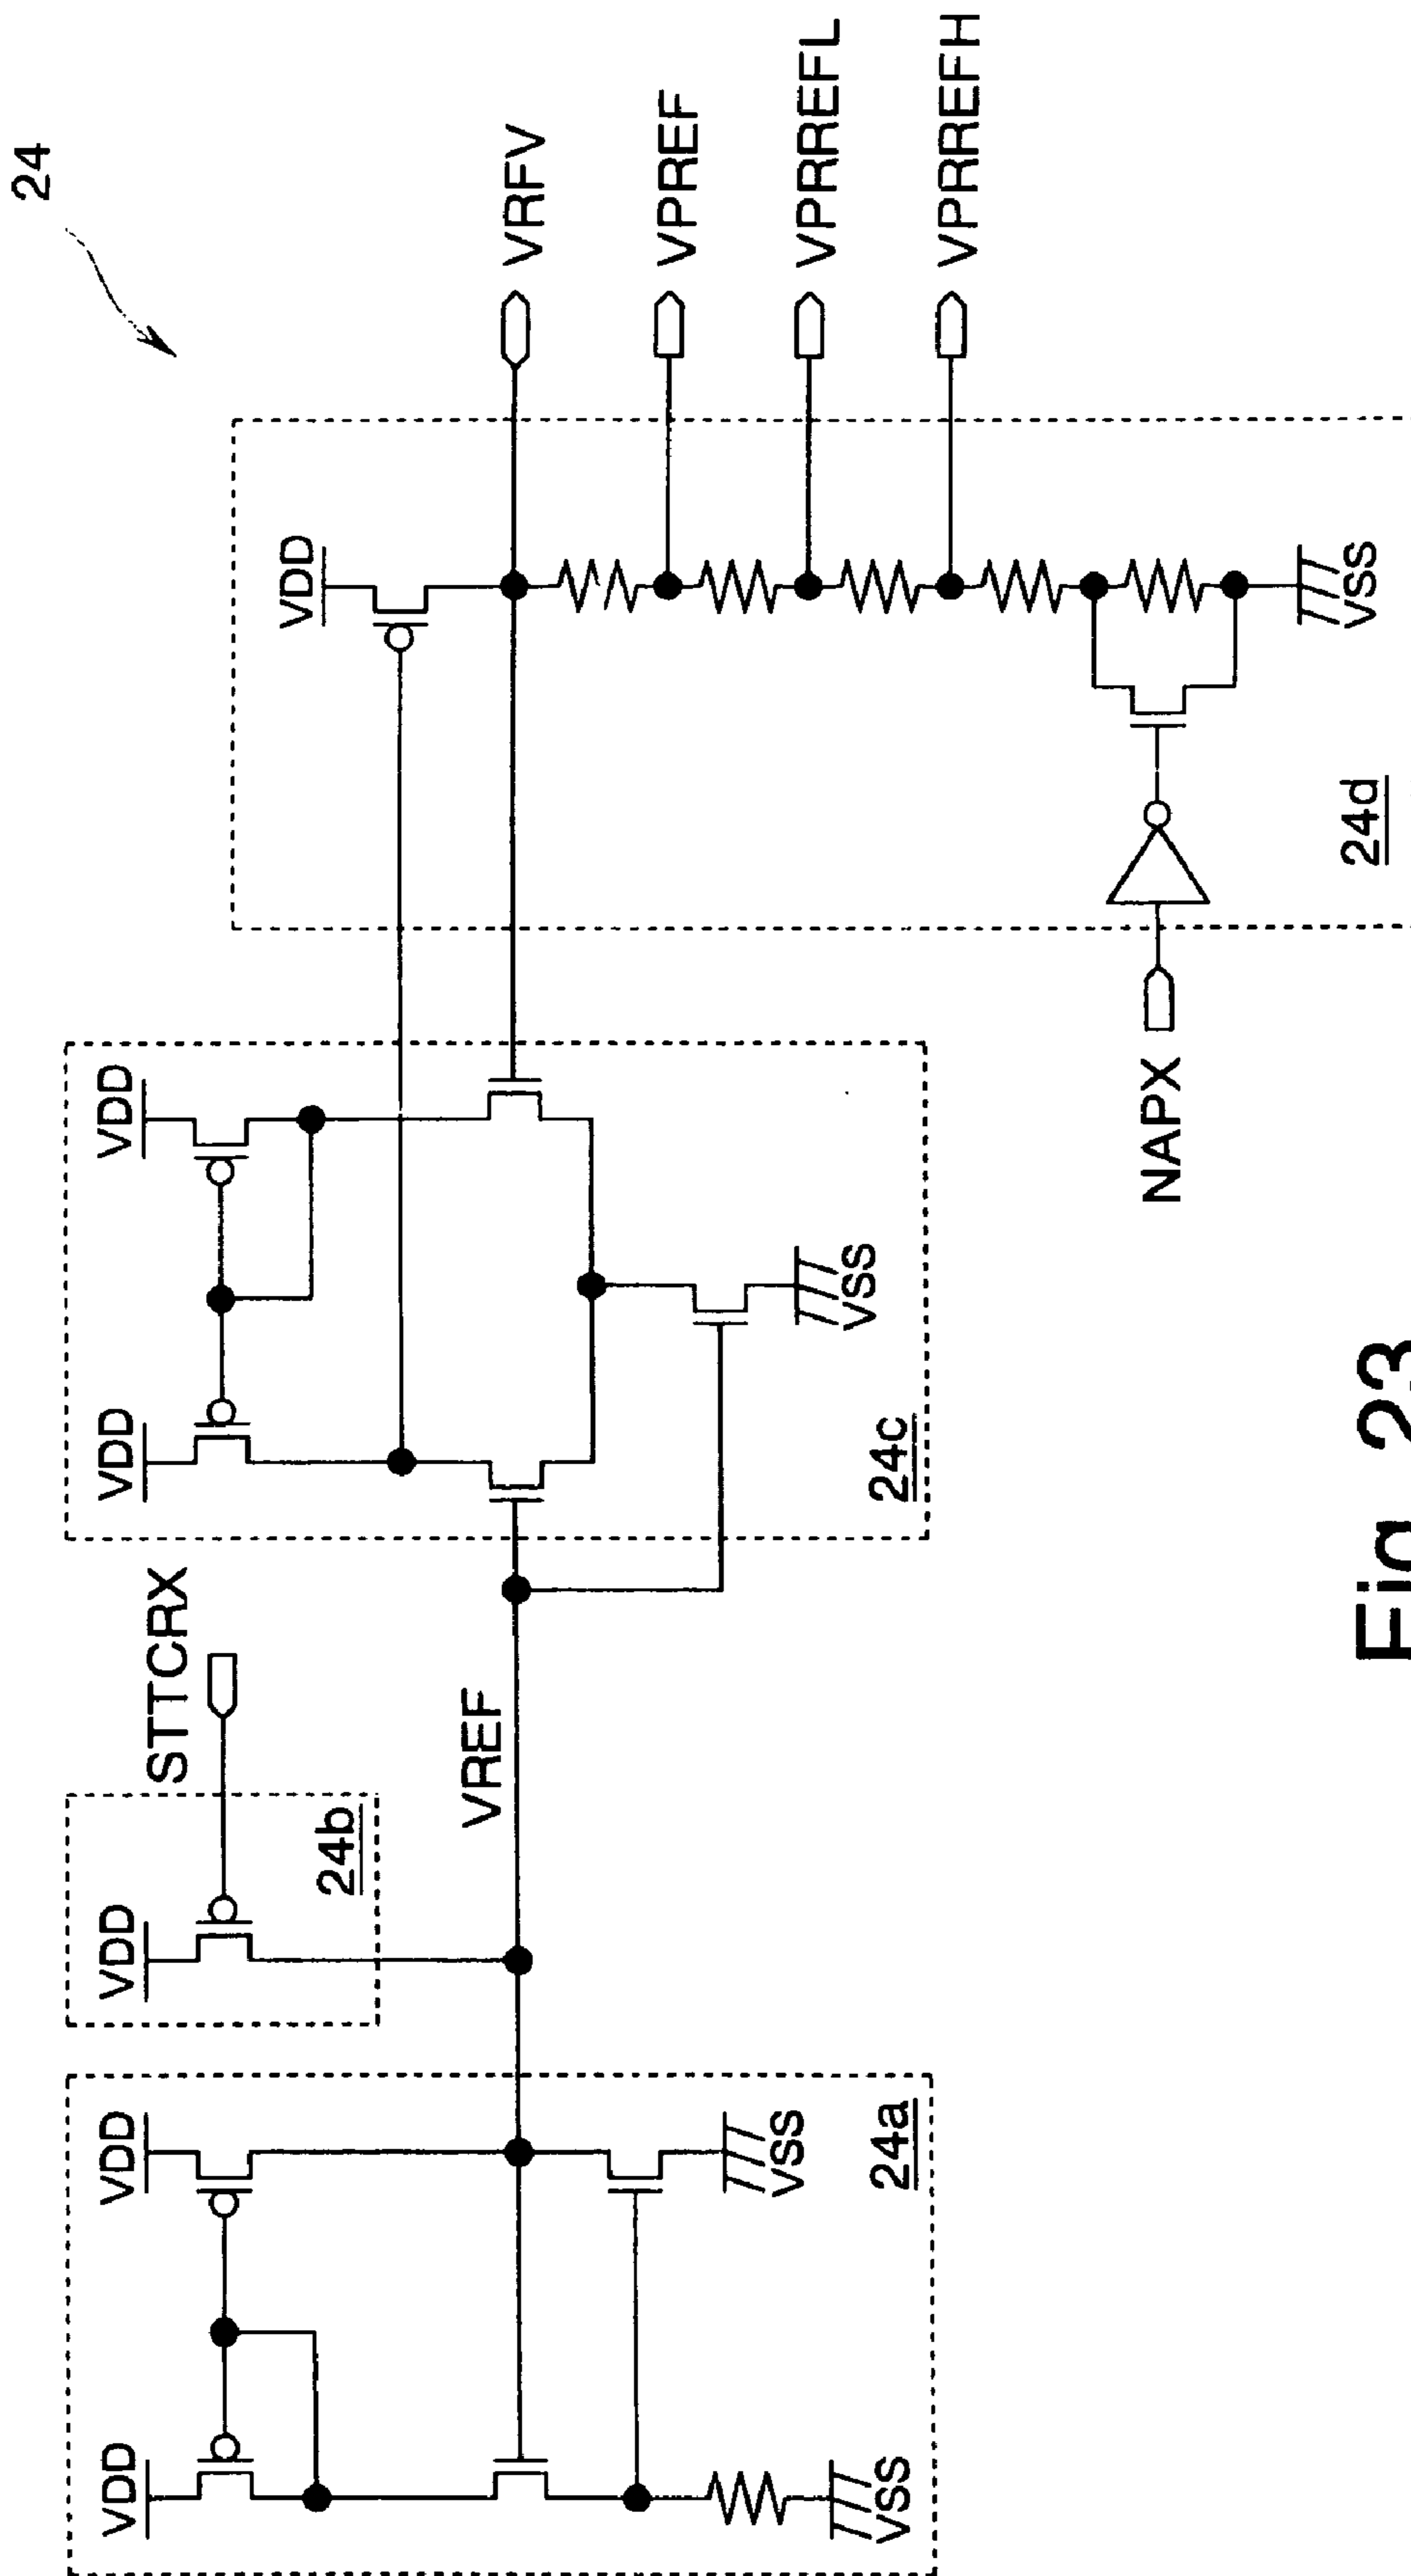 24
VDD
VDD
24a
VSS
VSS
VDD
24b
STTCRX
VREF
VDD
VDD
24c
VSS
VDD
VRFV
VPREF
VPRREFL
VPRREFH
NAPX
24d
VSS
Fig. 23